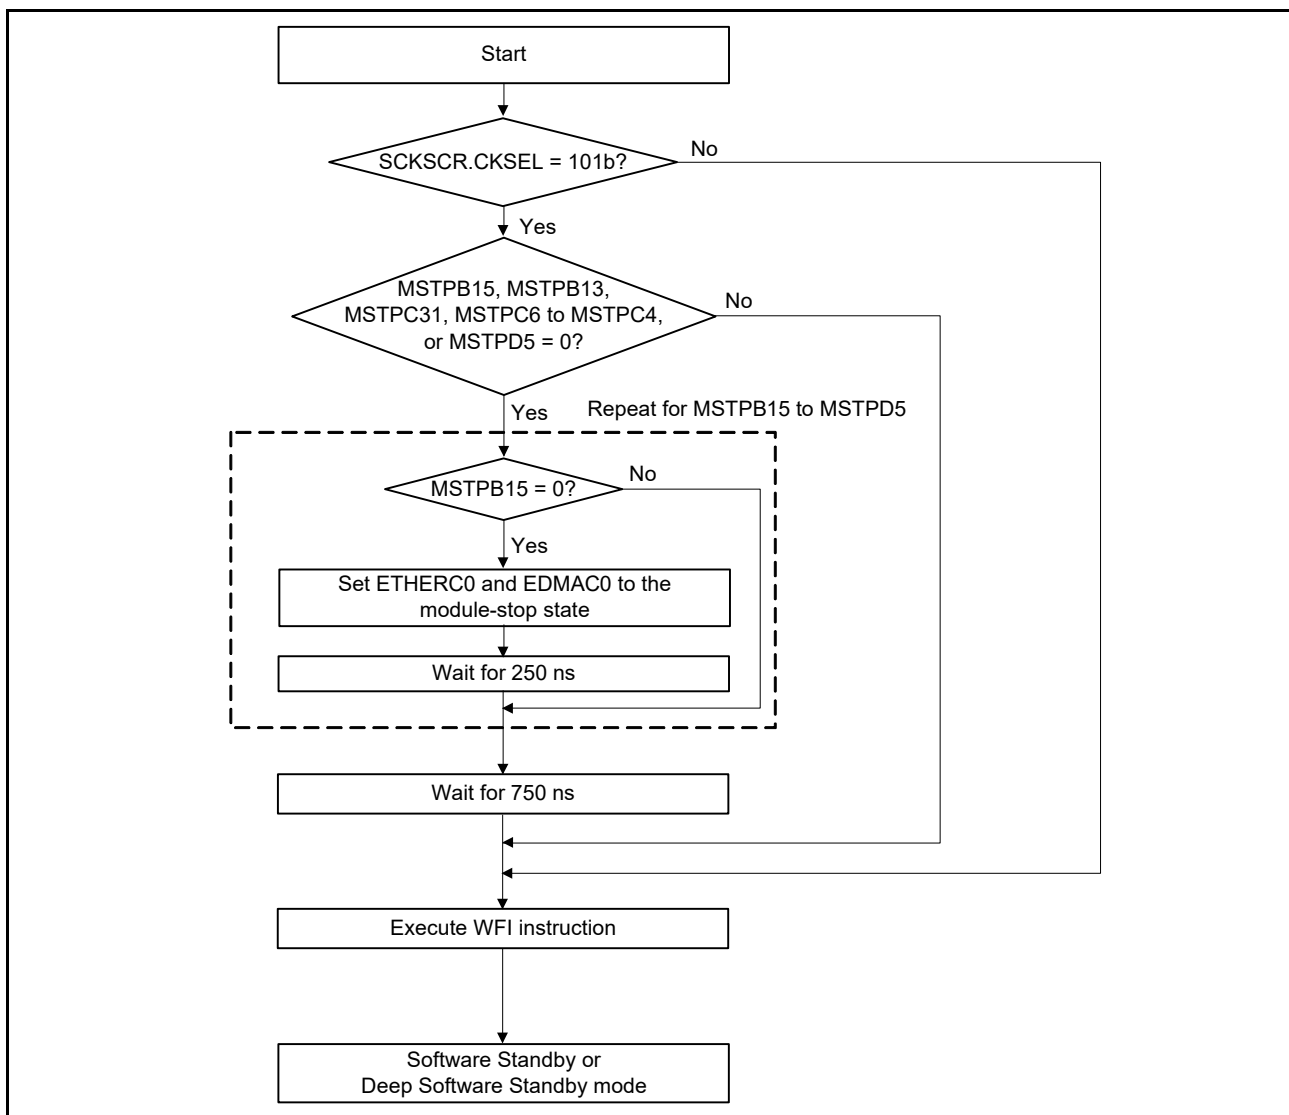 Start
SCKSCR.CKSEL = 101b?
No
Yes
MSTPB15, MSTPB13,
MSTPC31, MSTPC6 to MSTPC4,
or MSTPD5 = 0?
No
Yes
Repeat for MSTPB15 to MSTPD5
MSTPB15 = 0?
No
Yes
Set ETHERC0 and EDMAC0 to the
module-stop state
Wait for 250 ns
Wait for 750 ns
Execute WFI instruction
Software Standby or
Deep Software Standby mode